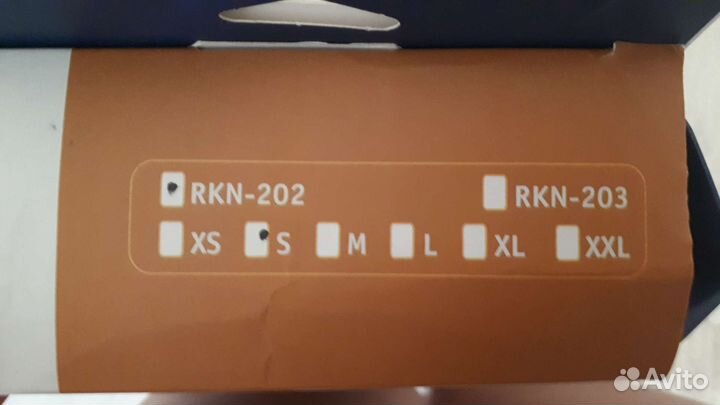 RKN-202 RKN-203
XS S M L XL XXL
Avito